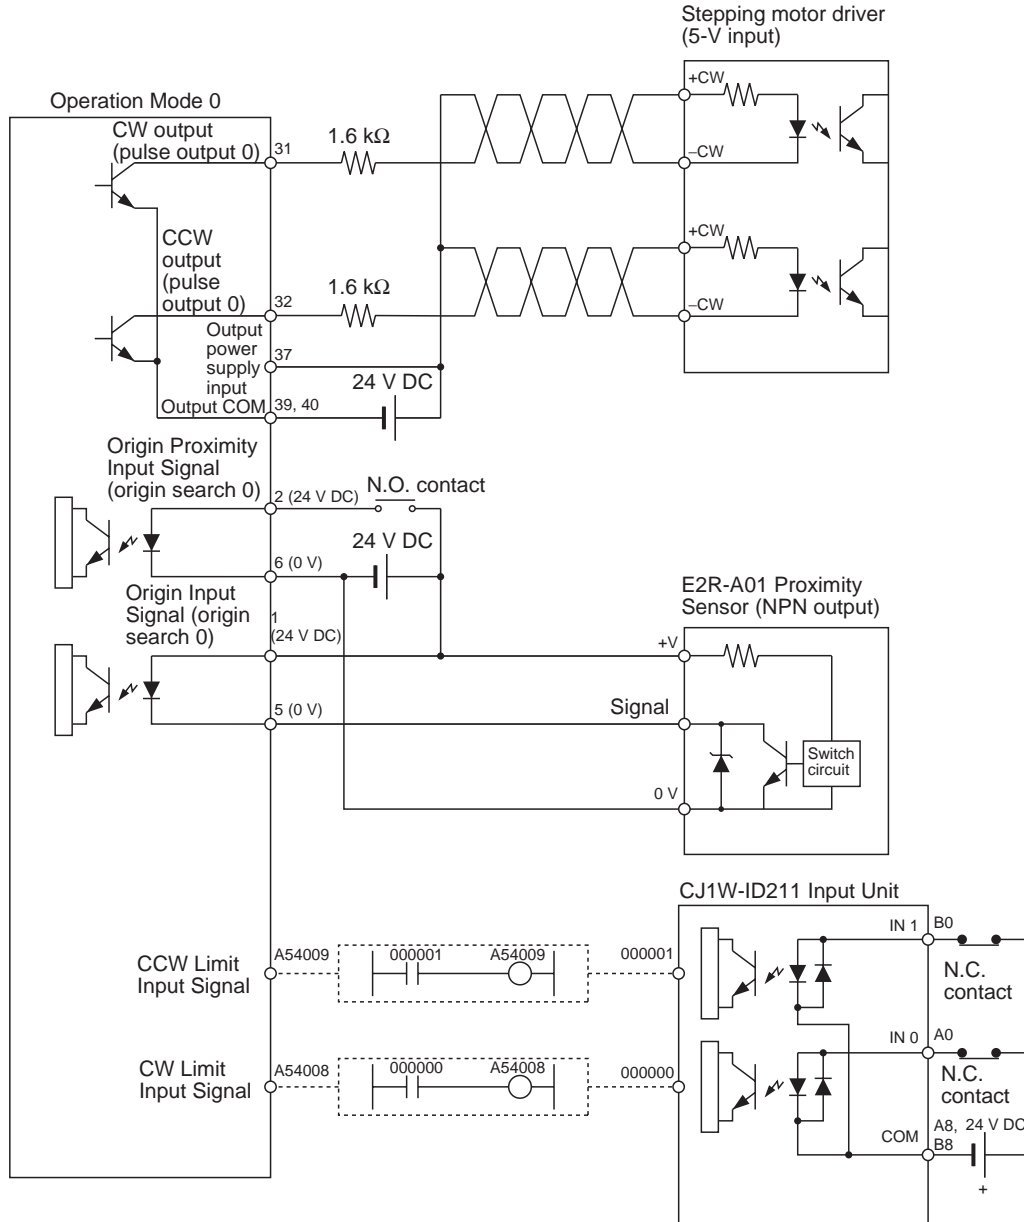 Stepping motor driver
(5-V input)
+CW
Operation Mode 0
CW output
(pulse output 0)
31
1.6 kΩ
–CW
CCW
output
(pulse
output 0)
+CW
32
1.6 kΩ
–CW
Output
power
supply
input
37
24 V DC
Output COM
39, 40
Origin Proximity
Input Signal
(origin search 0)
2 (24 V DC)
N.O. contact
24 V DC
6 (0 V)
Origin Input
Signal (origin
search 0)
1
(24 V DC)
E2R-A01 Proximity
Sensor (NPN output)
+V
5 (0 V)
Signal
Switch
circuit
0 V
CJ1W-ID211 Input Unit
IN 1
B0
CCW Limit
Input Signal
A54009
000001
A54009
000001
N.C.
contact
IN 0
A0
CW Limit
Input Signal
A54008
000000
A54008
000000
N.C.
contact
COM
A8,
B8
24 V DC
+